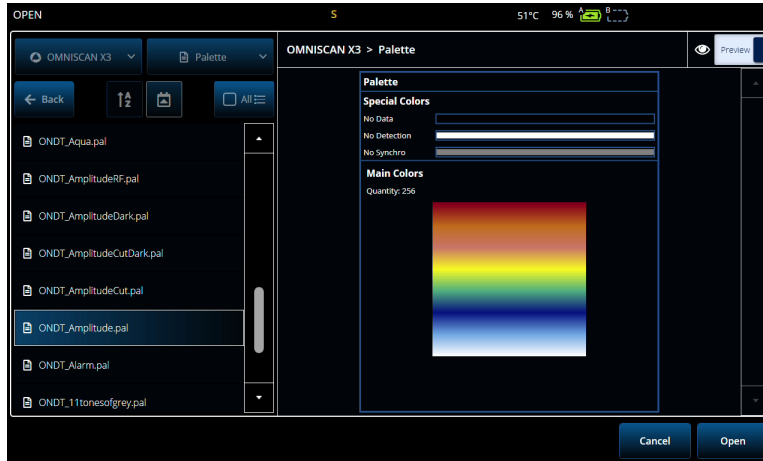 OPEN S 51°C 96 % A B
OMNISCAN X3 Palette
OMNISCAN X3 > Palette
Preview
Back
All
ONDT_Aqua.pal
ONDT_AmplitudeRF.pal
ONDT_AmplitudeDark.pal
ONDT_AmplitudeCutDark.pal
ONDT_AmplitudeCut.pal
ONDT_Amplitude.pal
ONDT_Alarm.pal
ONDT_11tonesofgrey.pal
Palette
Special Colors
No Data
No Detection
No Synchro
Main Colors
Quantity: 256
Cancel
Open